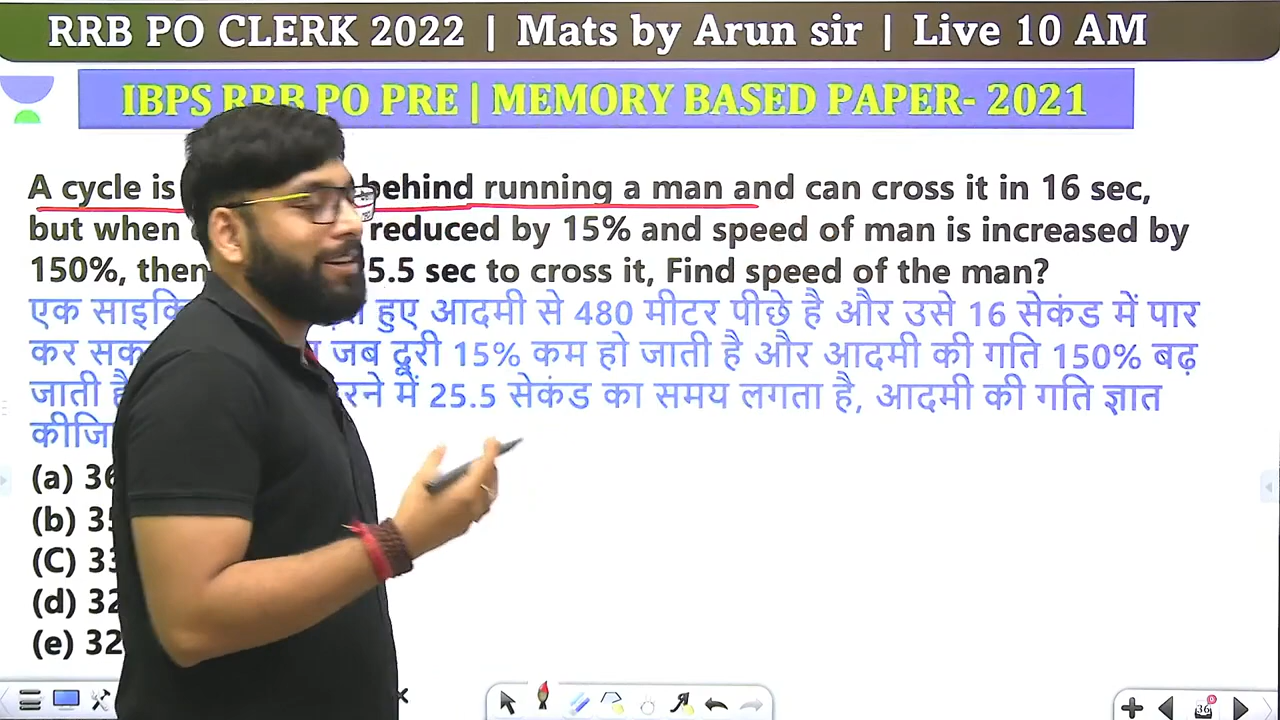 RRB PO CLERK 2022 | Mats by Arun sir | Live 10 AM
IBPS RRB PO PRE | MEMORY BASED PAPER- 2021
A cycle is behind running a man and can cross it in 16 sec,
but when reduced by 15% and speed of man is increased by
150%, then 5.5 sec to cross it, Find speed of the man?
एक हुए आदमी से 480 मीटर पीछे है और उसे 16 सेकंड में पार
कर जब दूरी 15% कम हो जाती है और आदमी की गति 150% बढ़
जाती में 25.5 सेकंड का समय लगता है, आदमी की गति ज्ञात
(a) 36
(b) 35
(C) 33
(d) 32
(e) 32
36